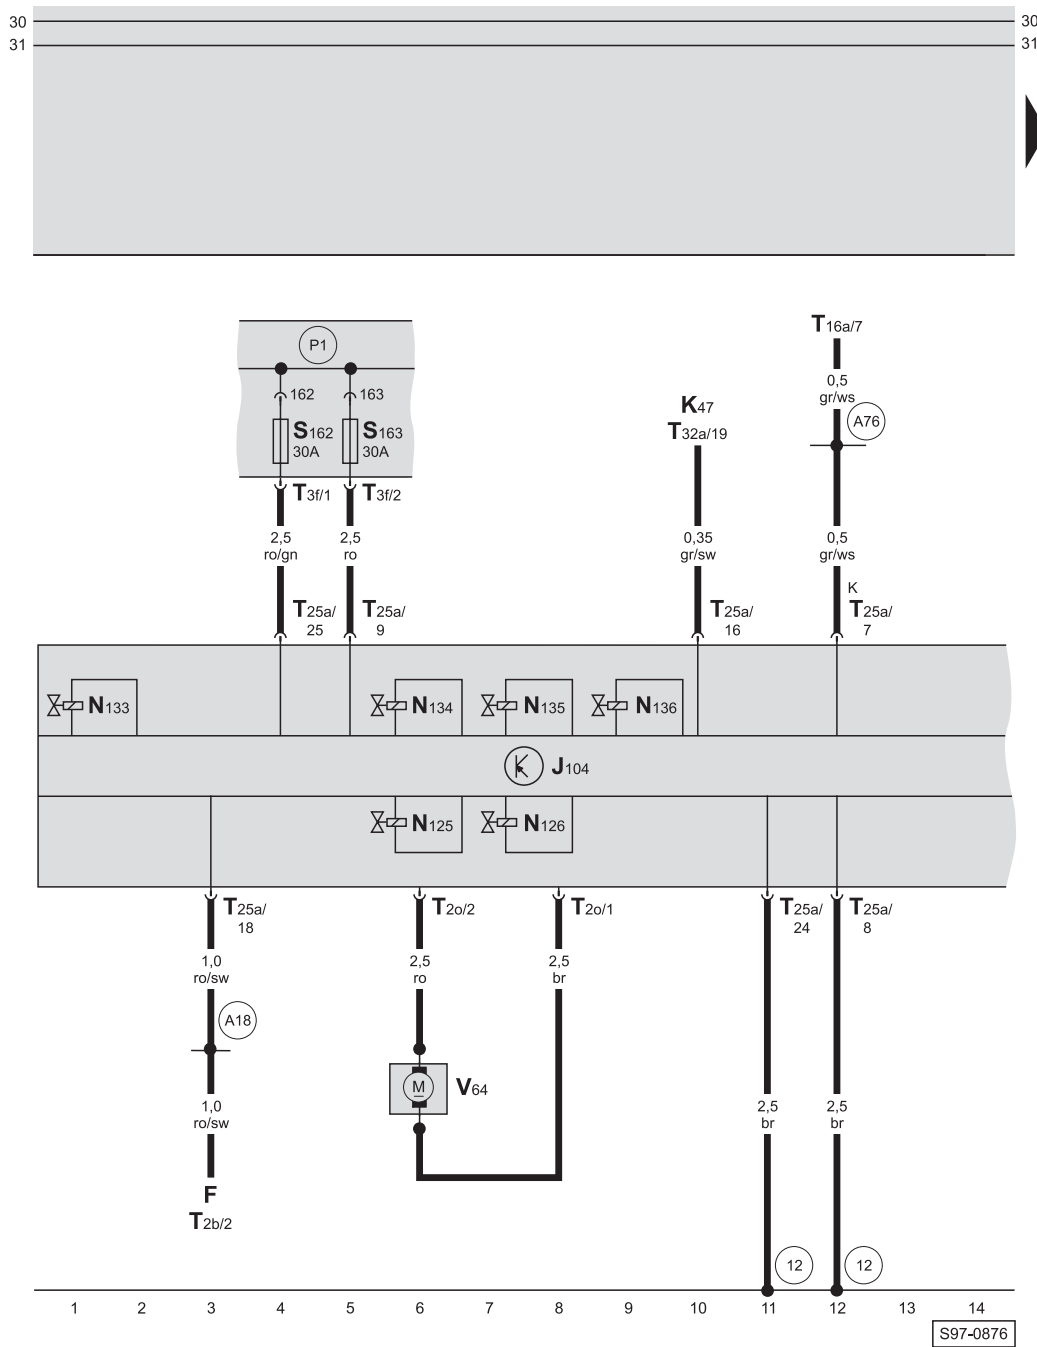 30 30
31 31
P1
T16a/7
162 163
0,5
gr/ws
K47
A76
S162 S163
T32a/19
30A 30A
T3f/1 T3f/2
2,5 2,5 0,35 0,5
ro/gn ro gr/sw gr/ws
K
T25a/ T25a/ T25a/ T25a/
25 9 16 7
N133 N134 N135 N136
J104
N125 N126
T25a/ T2o/2 T2o/1 T25a/ T25a/
18 24 8
1,0 2,5 2,5
ro/sw ro br
A18
M V64
1,0 2,5 2,5
ro/sw br br
F
T2b/2
12 12
1 2 3 4 5 6 7 8 9 10 11 12 13 14
S97-0876